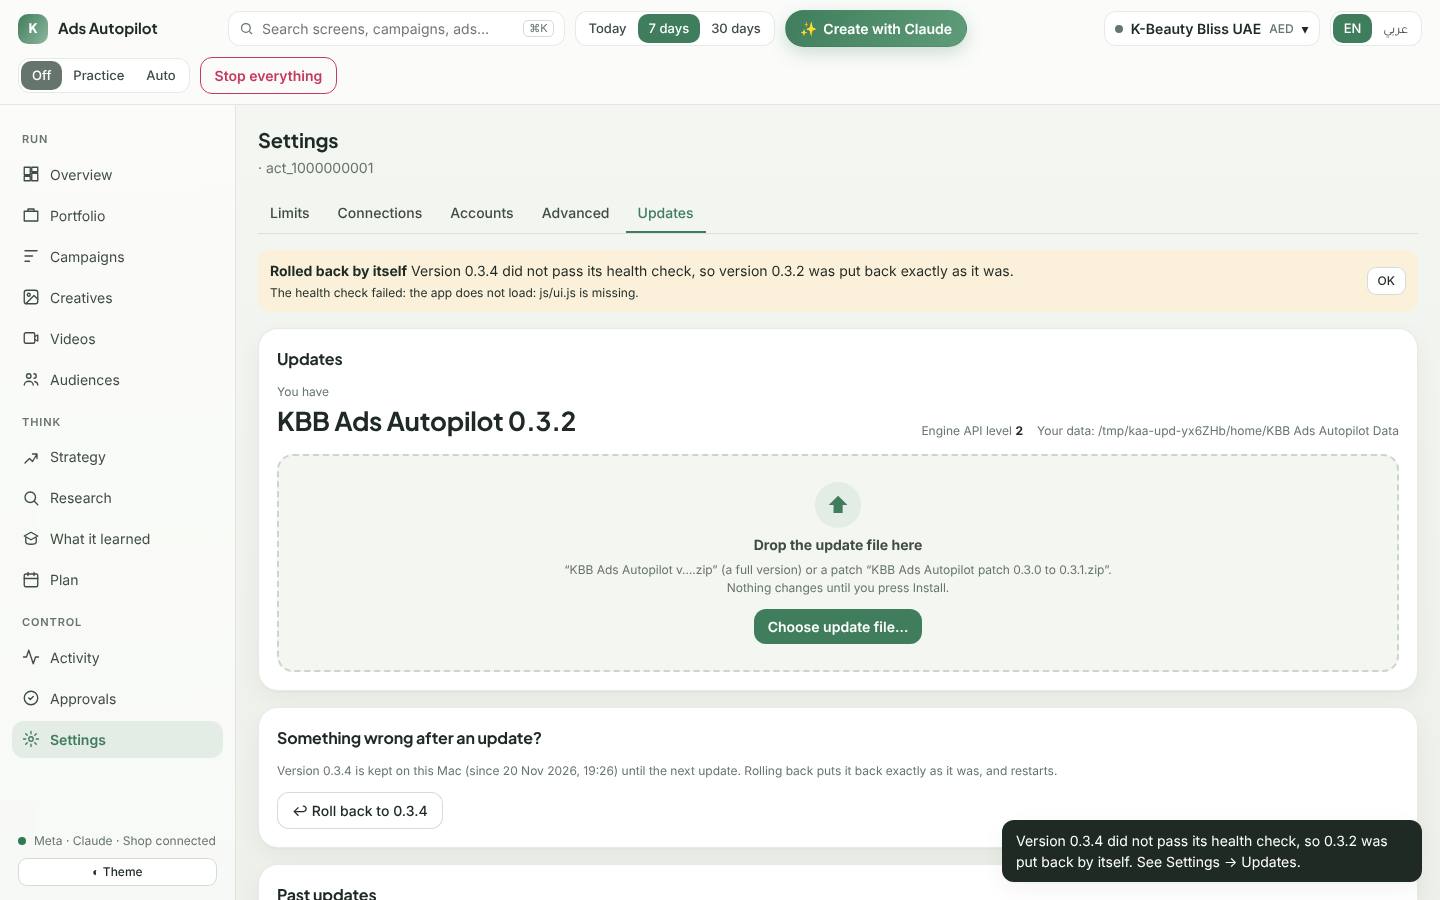 K Ads Autopilot
Search screens, campaigns, ads... ⌘K
Today 7 days 30 days
✨ Create with Claude
K-Beauty Bliss UAE AED ▾
EN عربي
Off Practice Auto
Stop everything
RUN
Overview
Portfolio
Campaigns
Creatives
Videos
Audiences
THINK
Strategy
Research
What it learned
Plan
CONTROL
Activity
Approvals
Settings
Meta · Claude · Shop connected
Theme
Settings
· act_1000000001
Limits Connections Accounts Advanced Updates
Rolled back by itself Version 0.3.4 did not pass its health check, so version 0.3.2 was put back exactly as it was.
The health check failed: the app does not load: js/ui.js is missing.
OK
Updates
You have
KBB Ads Autopilot 0.3.2
Engine API level 2 Your data: /tmp/kaa-upd-yx6ZHb/home/KBB Ads Autopilot Data
Drop the update file here
“KBB Ads Autopilot v….zip” (a full version) or a patch “KBB Ads Autopilot patch 0.3.0 to 0.3.1.zip”.
Nothing changes until you press Install.
Choose update file...
Something wrong after an update?
Version 0.3.4 is kept on this Mac (since 20 Nov 2026, 19:26) until the next update. Rolling back puts it back exactly as it was, and restarts.
↩ Roll back to 0.3.4
Version 0.3.4 did not pass its health check, so 0.3.2 was
put back by itself. See Settings → Updates.
Past updates